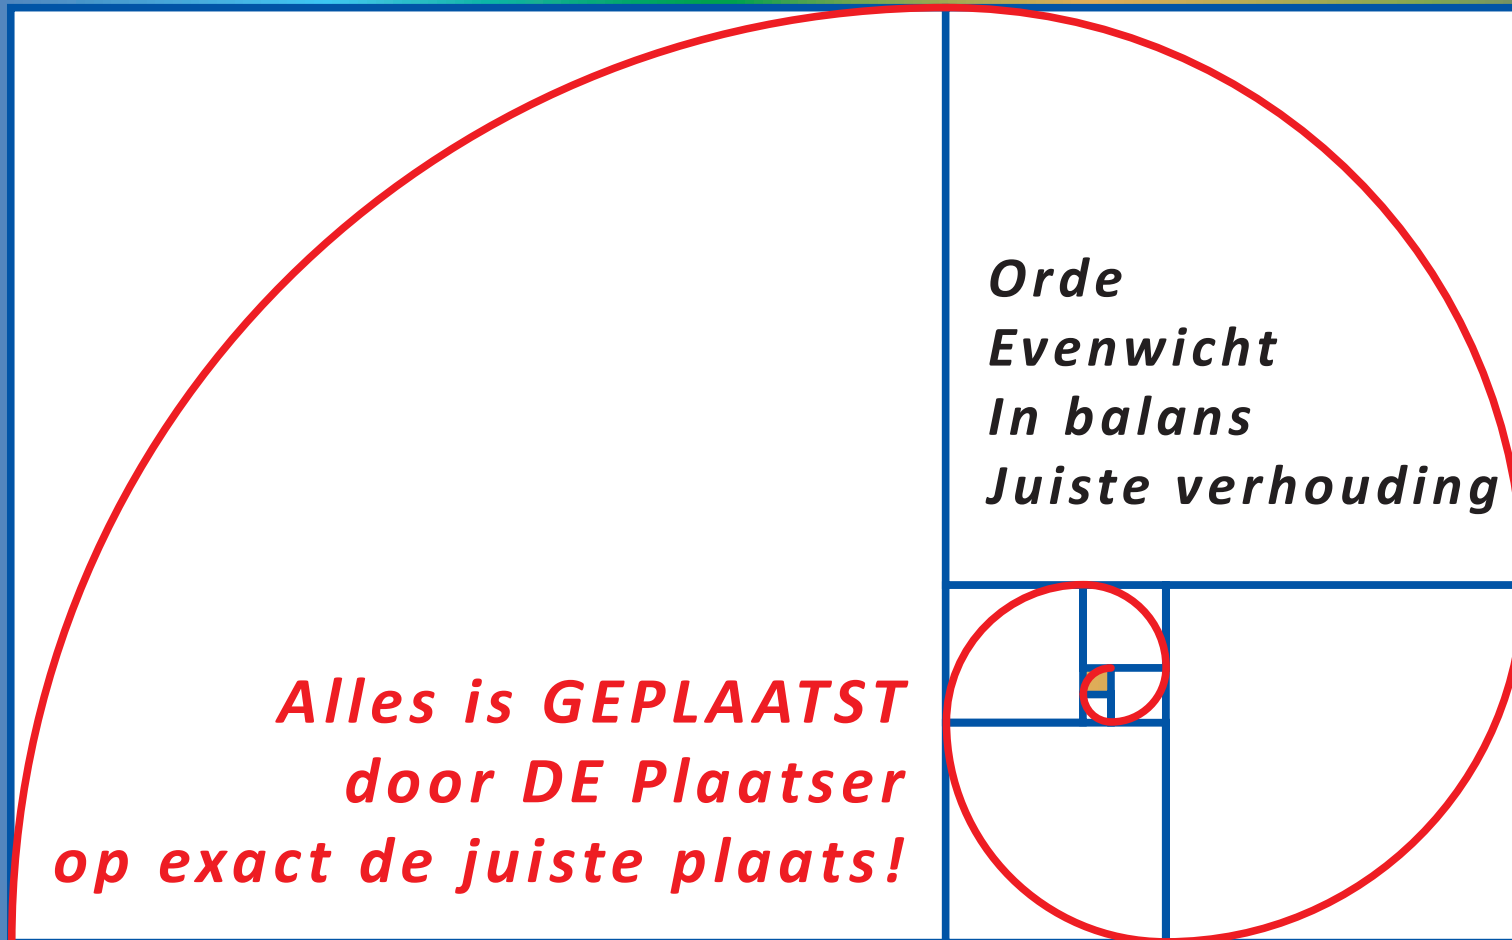 Orde
Evenwicht
In balans
Juiste verhouding
Alles is GEPLAATST
door DE Plaatser
op exact de juiste plaats!